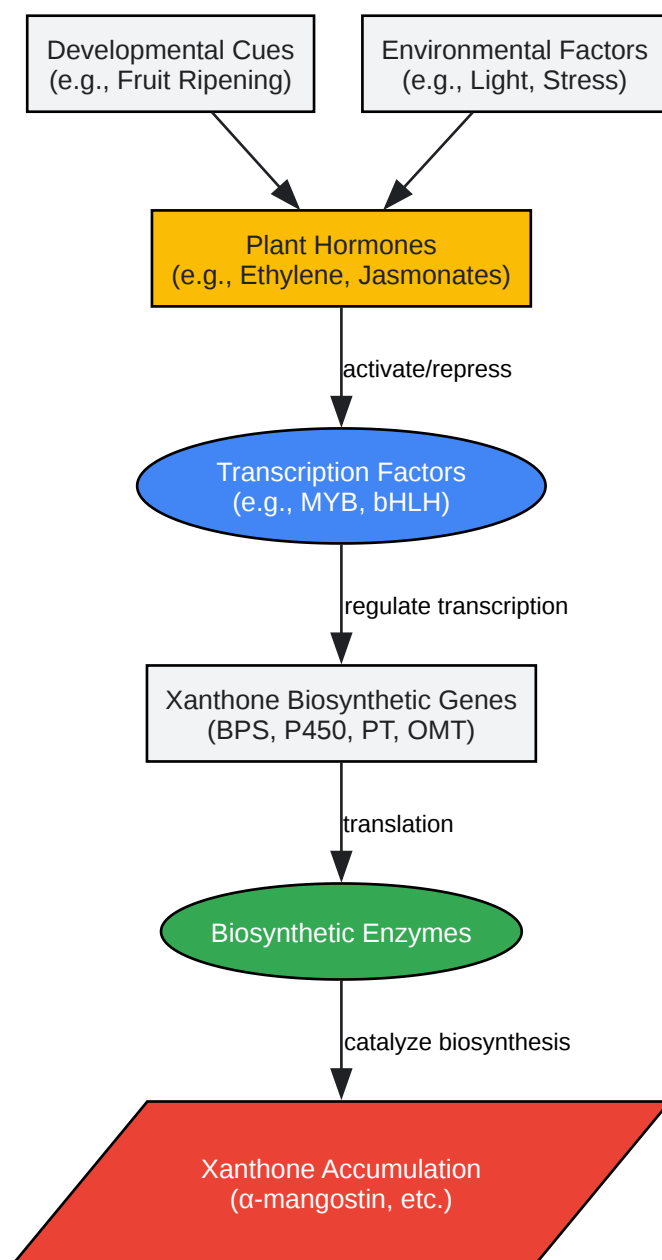 Developmental Cues
(e.g., Fruit Ripening)
Environmental Factors
(e.g., Light, Stress)
Plant Hormones
(e.g., Ethylene, Jasmonates)
activate/repress
Transcription Factors
(e.g., MYB, bHLH)
regulate transcription
Xanthone Biosynthetic Genes
(BPS, P450, PT, OMT)
translation
Biosynthetic Enzymes
catalyze biosynthesis
Xanthone Accumulation
(α-mangostin, etc.)